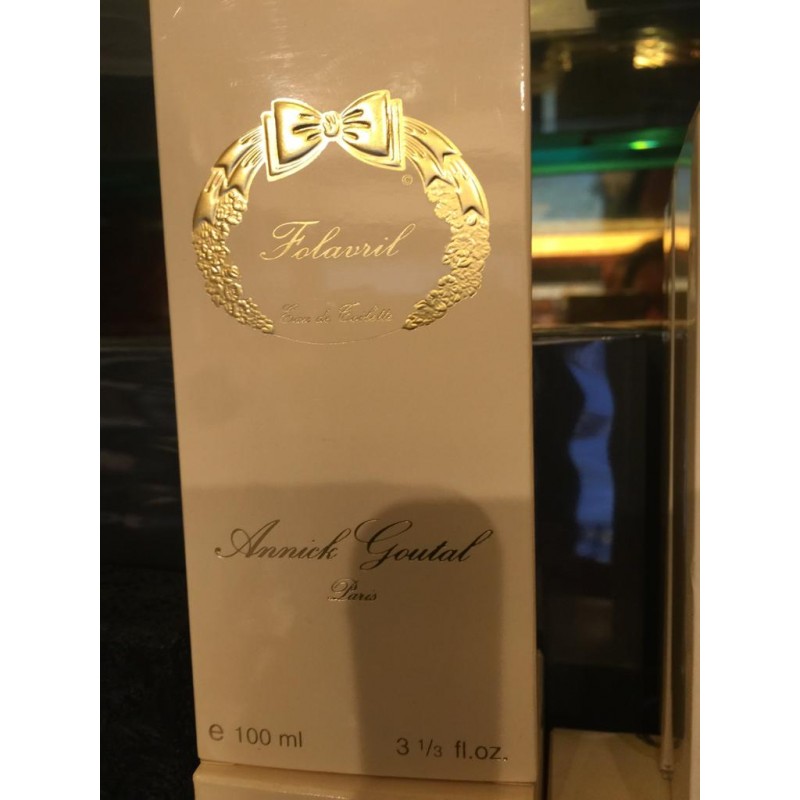 ©
Folavril
Eau de Toilette
Annick Goutal
Paris
e 100 ml
3 1/3 fl.oz.